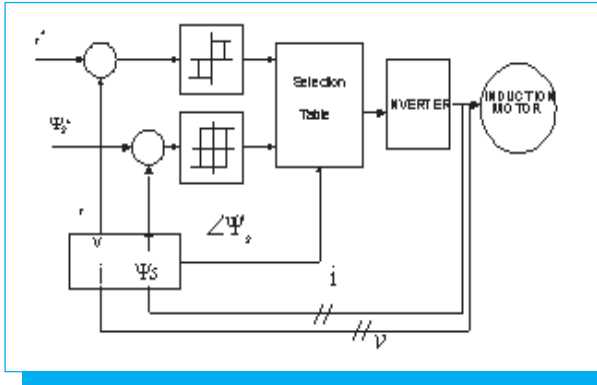 Selection
Table
INVERTER
INDUCTION
MOTOR
Ψs*
∠Ψs
v
i
Ψs
i
v